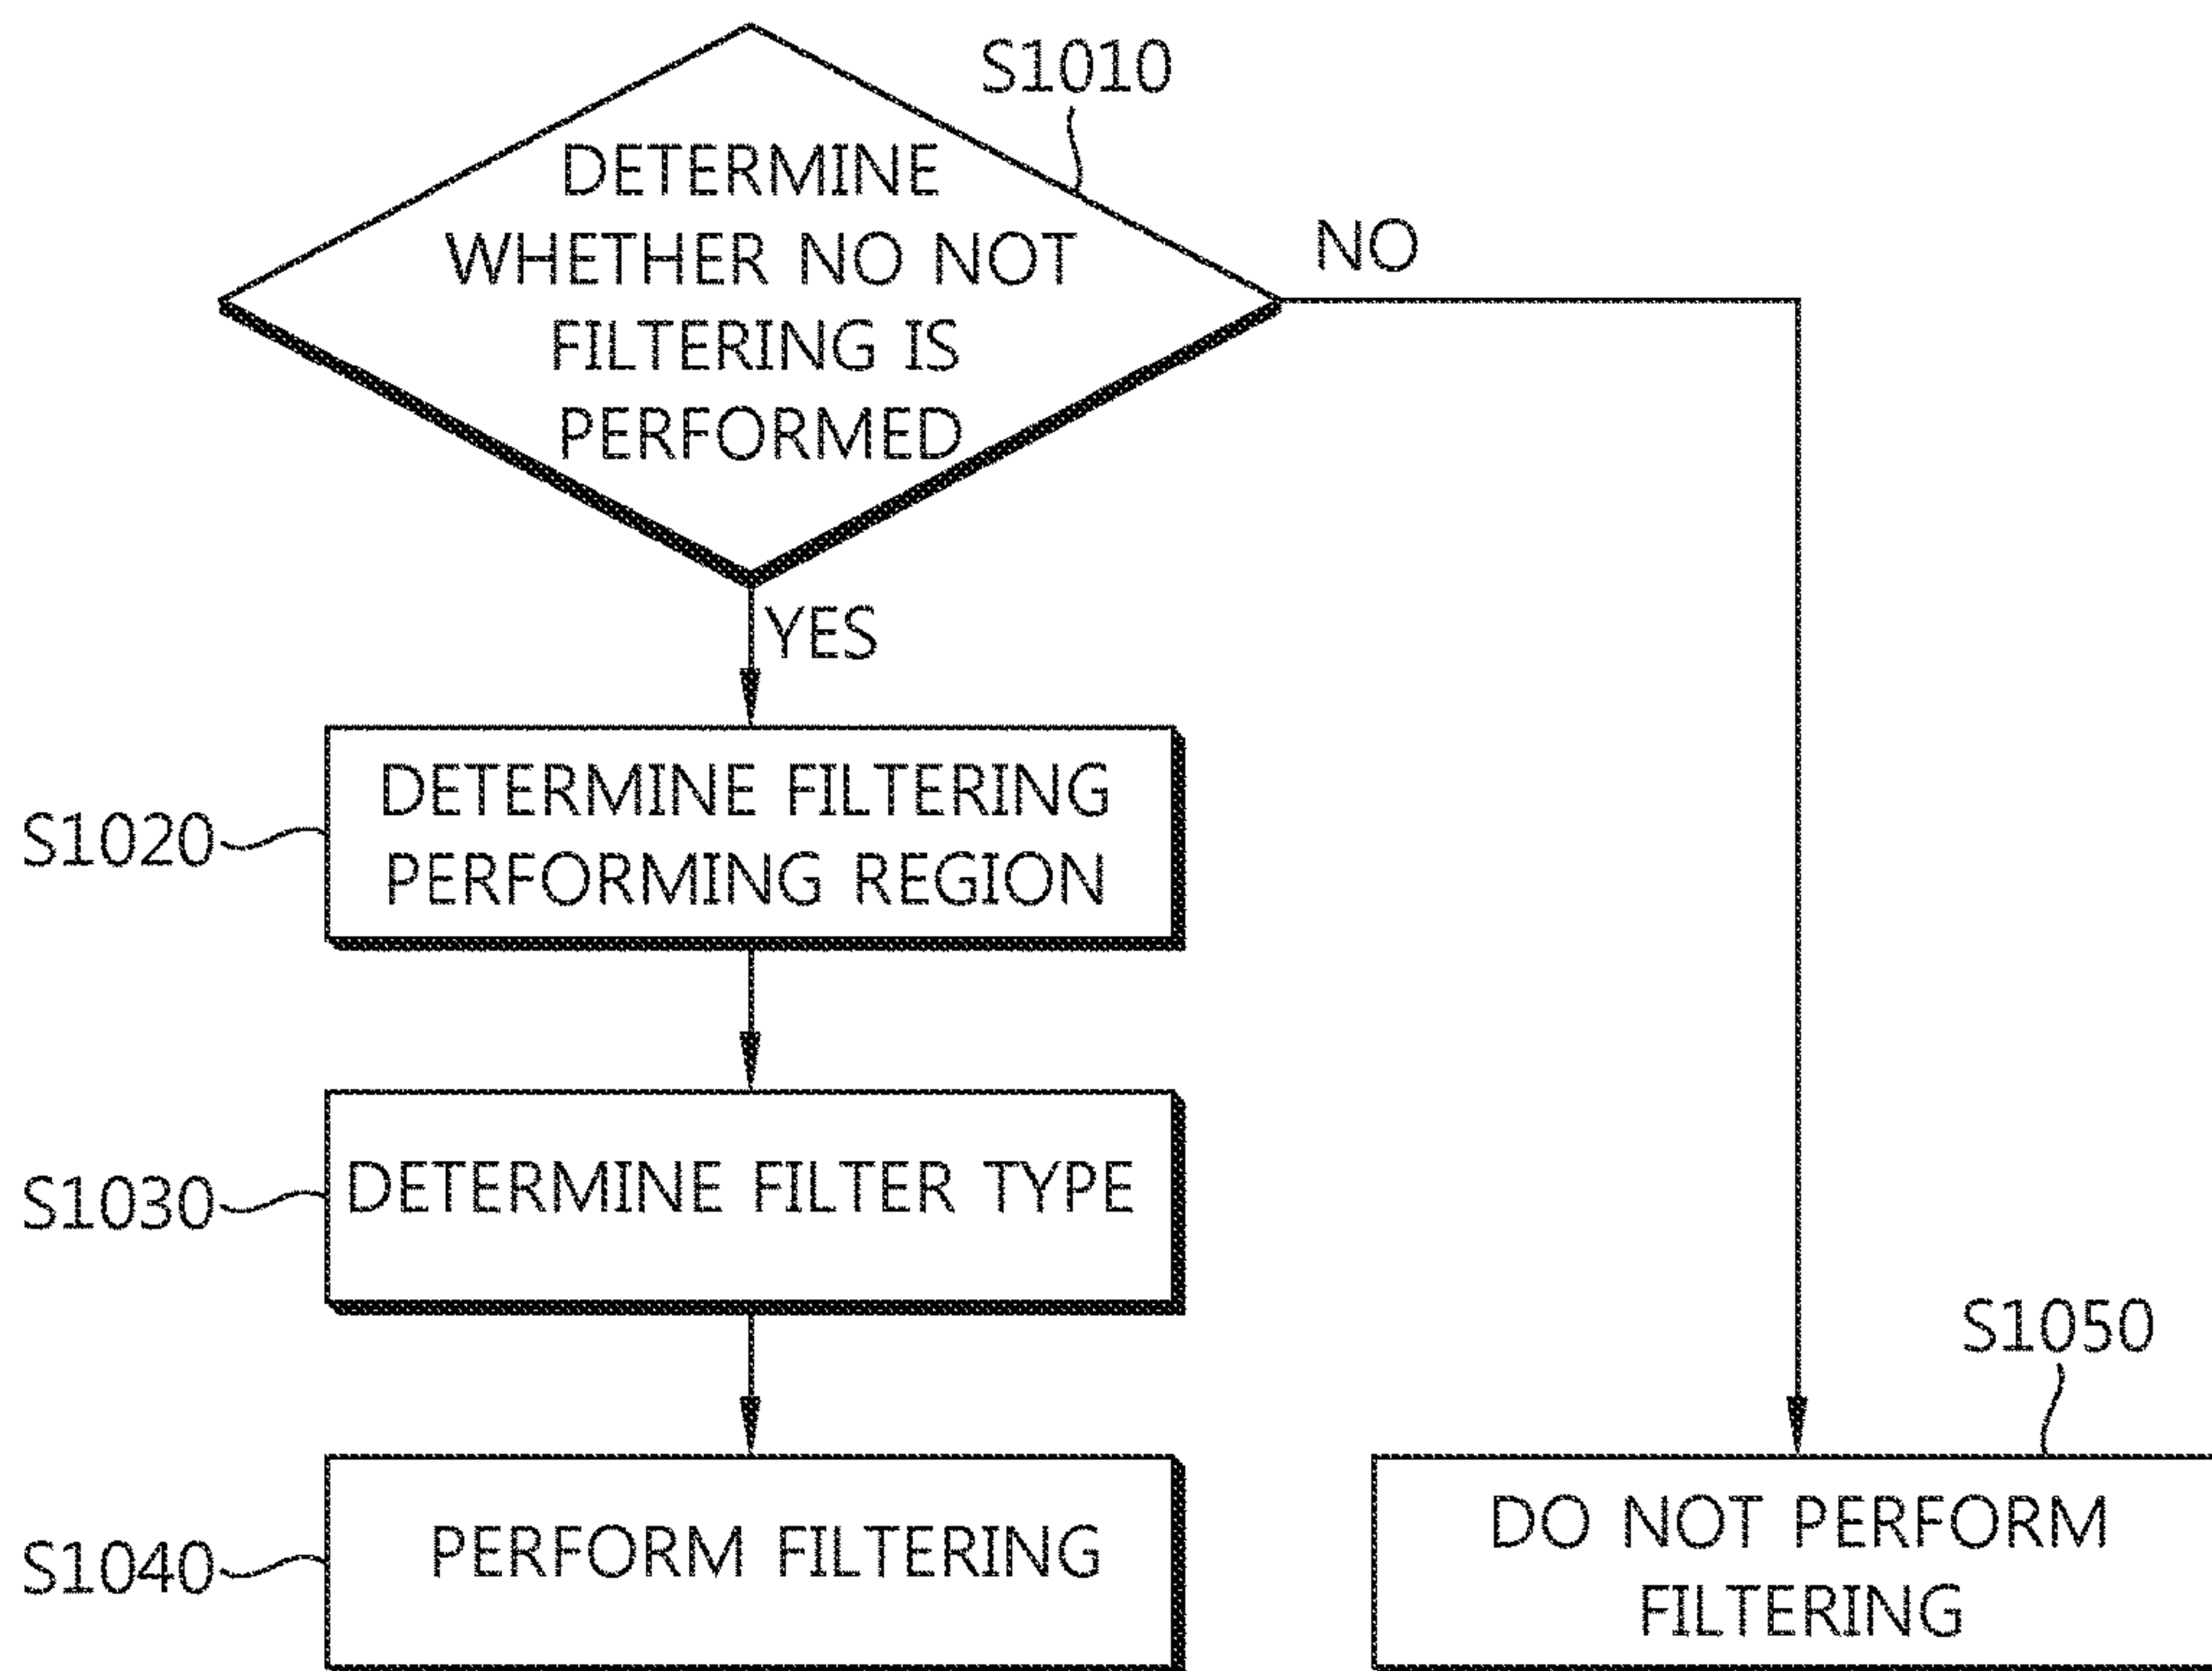 S1010
DETERMINE
WHETHER NO NOT
FILTERING IS
PERFORMED
NO
YES
S1020
DETERMINE FILTERING
PERFORMING REGION
S1030
DETERMINE FILTER TYPE
S1040
PERFORM FILTERING
S1050
DO NOT PERFORM
FILTERING